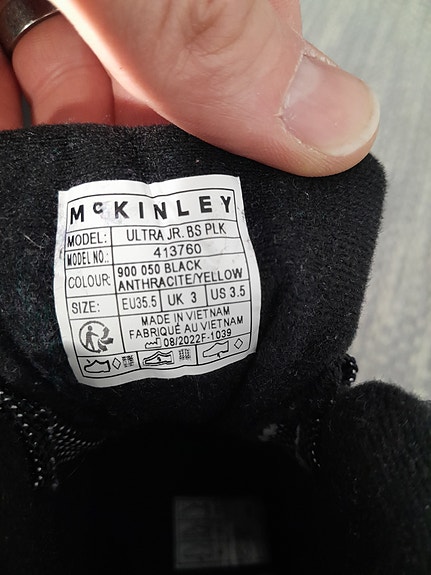 McKINLEY
MODEL: ULTRA JR. BS PLK
MODEL NO.: 413760
COLOUR: 900 050 BLACK
ANTHRACITE/YELLOW
SIZE: EU35.5 UK 3 US 3.5
MADE IN VIETNAM
FABRIQUÉ AU VIETNAM
08/2022F-1039